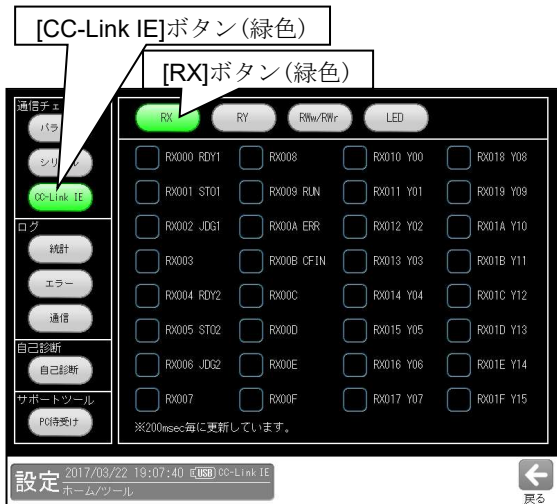 [CC-Link IE]ボタン（緑色）
[RX]ボタン（緑色）
通信チェ
パラ
シリ ル
CC-Link IE
ログ
統計
エラー
通信
自己診断
自己診断
サポートツール
PC待受け
RX RY RWw/RWr LED
RX000 RDY1 RX008 RX010 Y00 RX018 Y08
RX001 STO1 RX009 RUN RX011 Y01 RX019 Y09
RX002 JDG1 RX00A ERR RX012 Y02 RX01A Y10
RX003 RX00B CFIN RX013 Y03 RX01B Y11
RX004 RDY2 RX00C RX014 Y04 RX01C Y12
RX005 STO2 RX00D RX015 Y05 RX01D Y13
RX006 JDG2 RX00E RX016 Y06 RX01E Y14
RX007 RX00F RX017 Y07 RX01F Y15
※200msec毎に更新しています。
設定 2017/03/22 19:07:40 USB CC-Link IE
ホーム/ツール
戻る